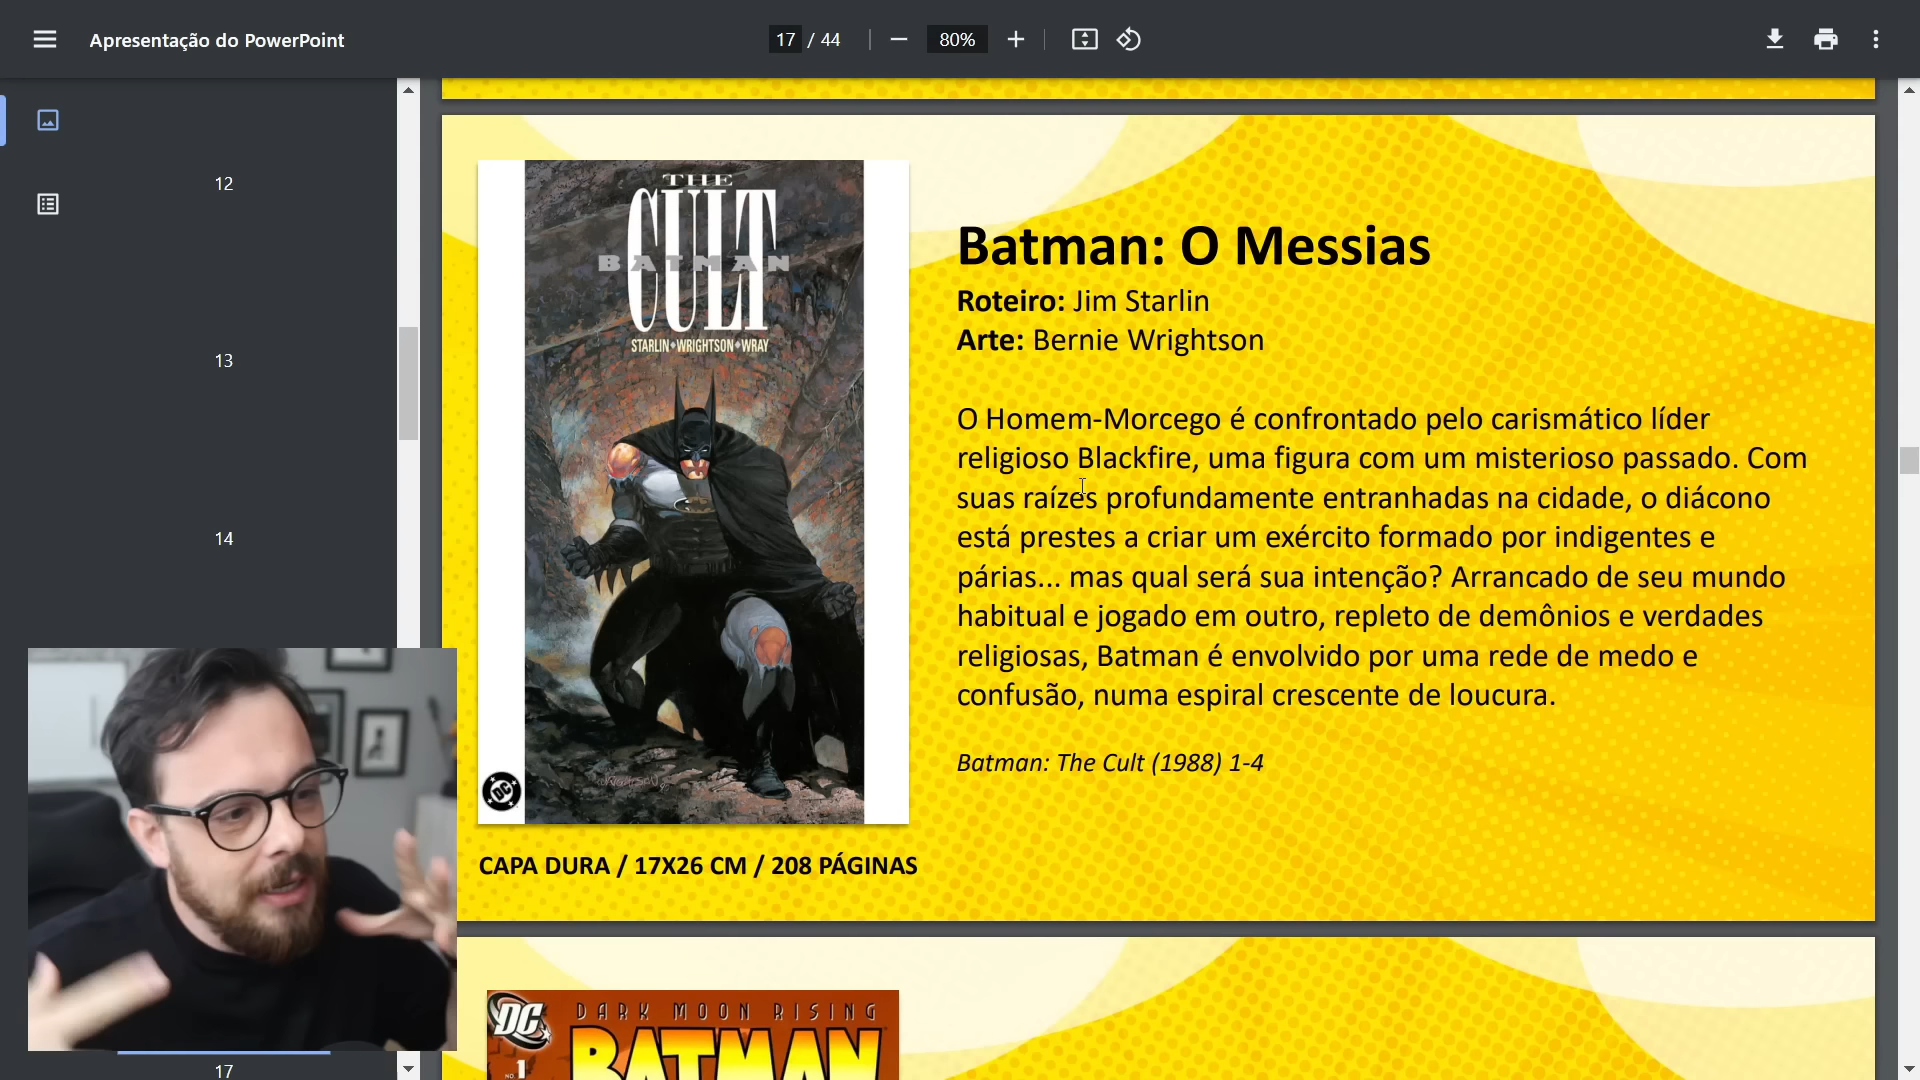 Apresentação do PowerPoint
17 / 44
80%
12
13
14
17
THE
CULT
BATMAN
STARLIN•WRIGHTSON•WRAY
DC
CAPA DURA / 17X26 CM / 208 PÁGINAS
Batman: O Messias
Roteiro: Jim Starlin
Arte: Bernie Wrightson
O Homem-Morcego é confrontado pelo carismático líder
religioso Blackfire, uma figura com um misterioso passado. Com
suas raízes profundamente entranhadas na cidade, o diácono
está prestes a criar um exército formado por indigentes e
párias... mas qual será sua intenção? Arrancado de seu mundo
habitual e jogado em outro, repleto de demônios e verdades
religiosas, Batman é envolvido por uma rede de medo e
confusão, numa espiral crescente de loucura.
Batman: The Cult (1988) 1-4
DC
NO. 1
DARK MOON RISING
BATMAN